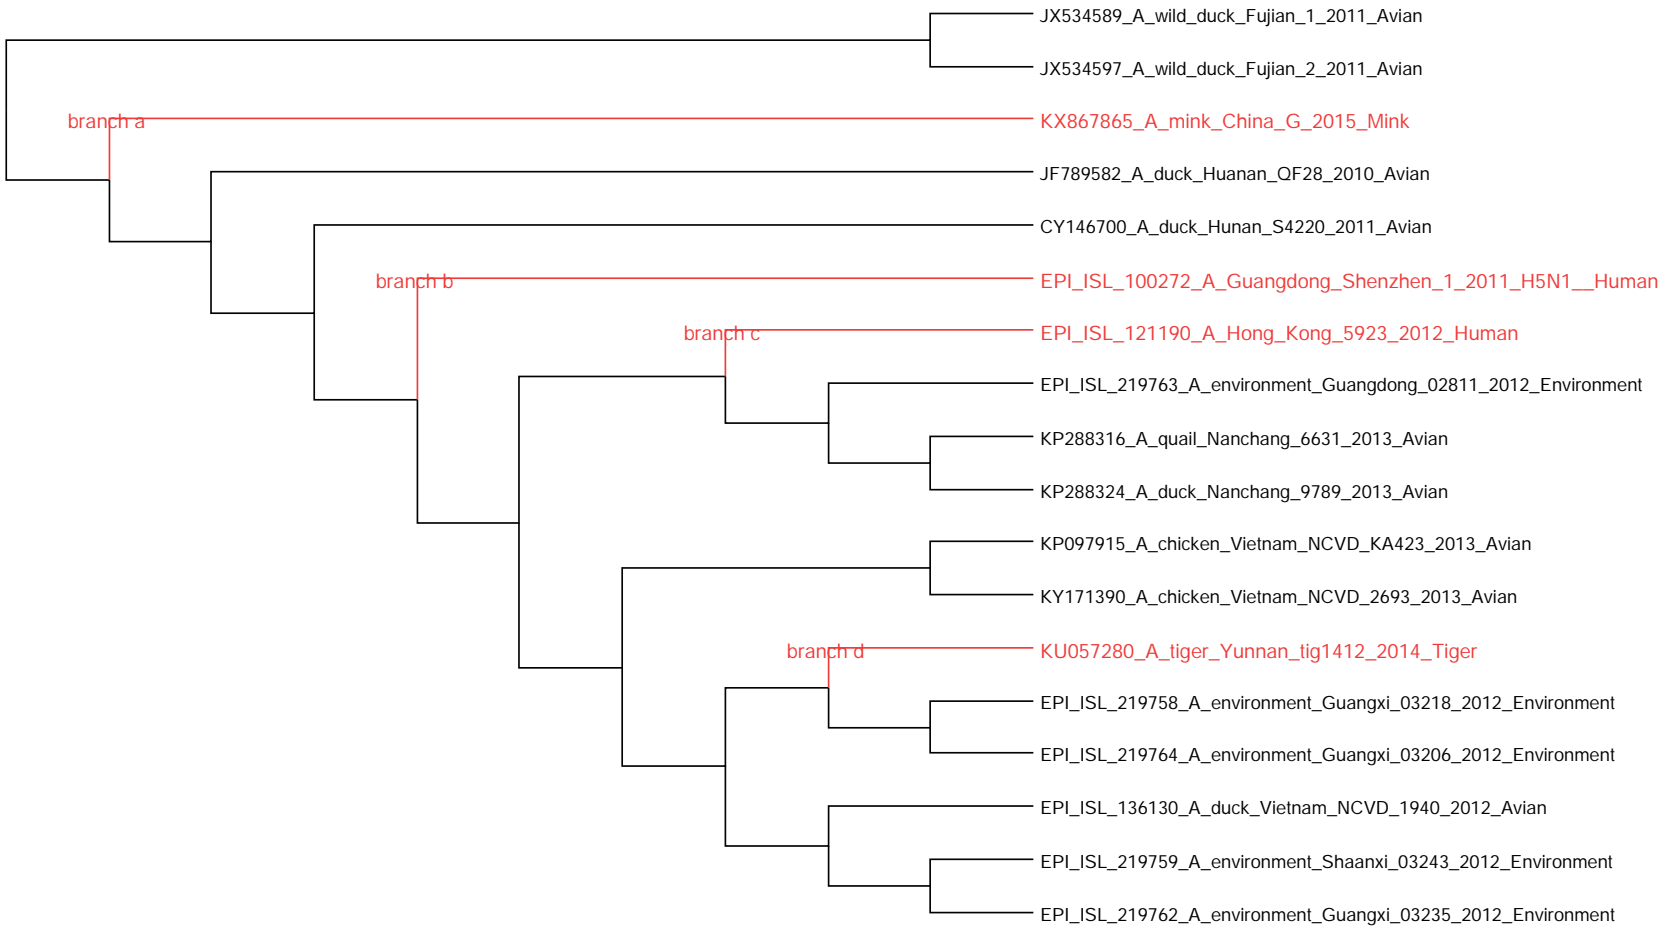 JX534589_A_wild_duck_Fujian_1_2011_Avian
JX534597_A_wild_duck_Fujian_2_2011_Avian
branch a
KX867865_A_mink_China_G_2015_Mink
JF789582_A_duck_Huanan_QF28_2010_Avian
CY146700_A_duck_Hunan_S4220_2011_Avian
branch b
EPI_ISL_100272_A_Guangdong_Shenzhen_1_2011_H5N1__Human
branch c
EPI_ISL_121190_A_Hong_Kong_5923_2012_Human
EPI_ISL_219763_A_environment_Guangdong_02811_2012_Environment
KP288316_A_quail_Nanchang_6631_2013_Avian
KP288324_A_duck_Nanchang_9789_2013_Avian
KP097915_A_chicken_Vietnam_NCVD_KA423_2013_Avian
KY171390_A_chicken_Vietnam_NCVD_2693_2013_Avian
branch d
KU057280_A_tiger_Yunnan_tig1412_2014_Tiger
EPI_ISL_219758_A_environment_Guangxi_03218_2012_Environment
EPI_ISL_219764_A_environment_Guangxi_03206_2012_Environment
EPI_ISL_136130_A_duck_Vietnam_NCVD_1940_2012_Avian
EPI_ISL_219759_A_environment_Shaanxi_03243_2012_Environment
EPI_ISL_219762_A_environment_Guangxi_03235_2012_Environment